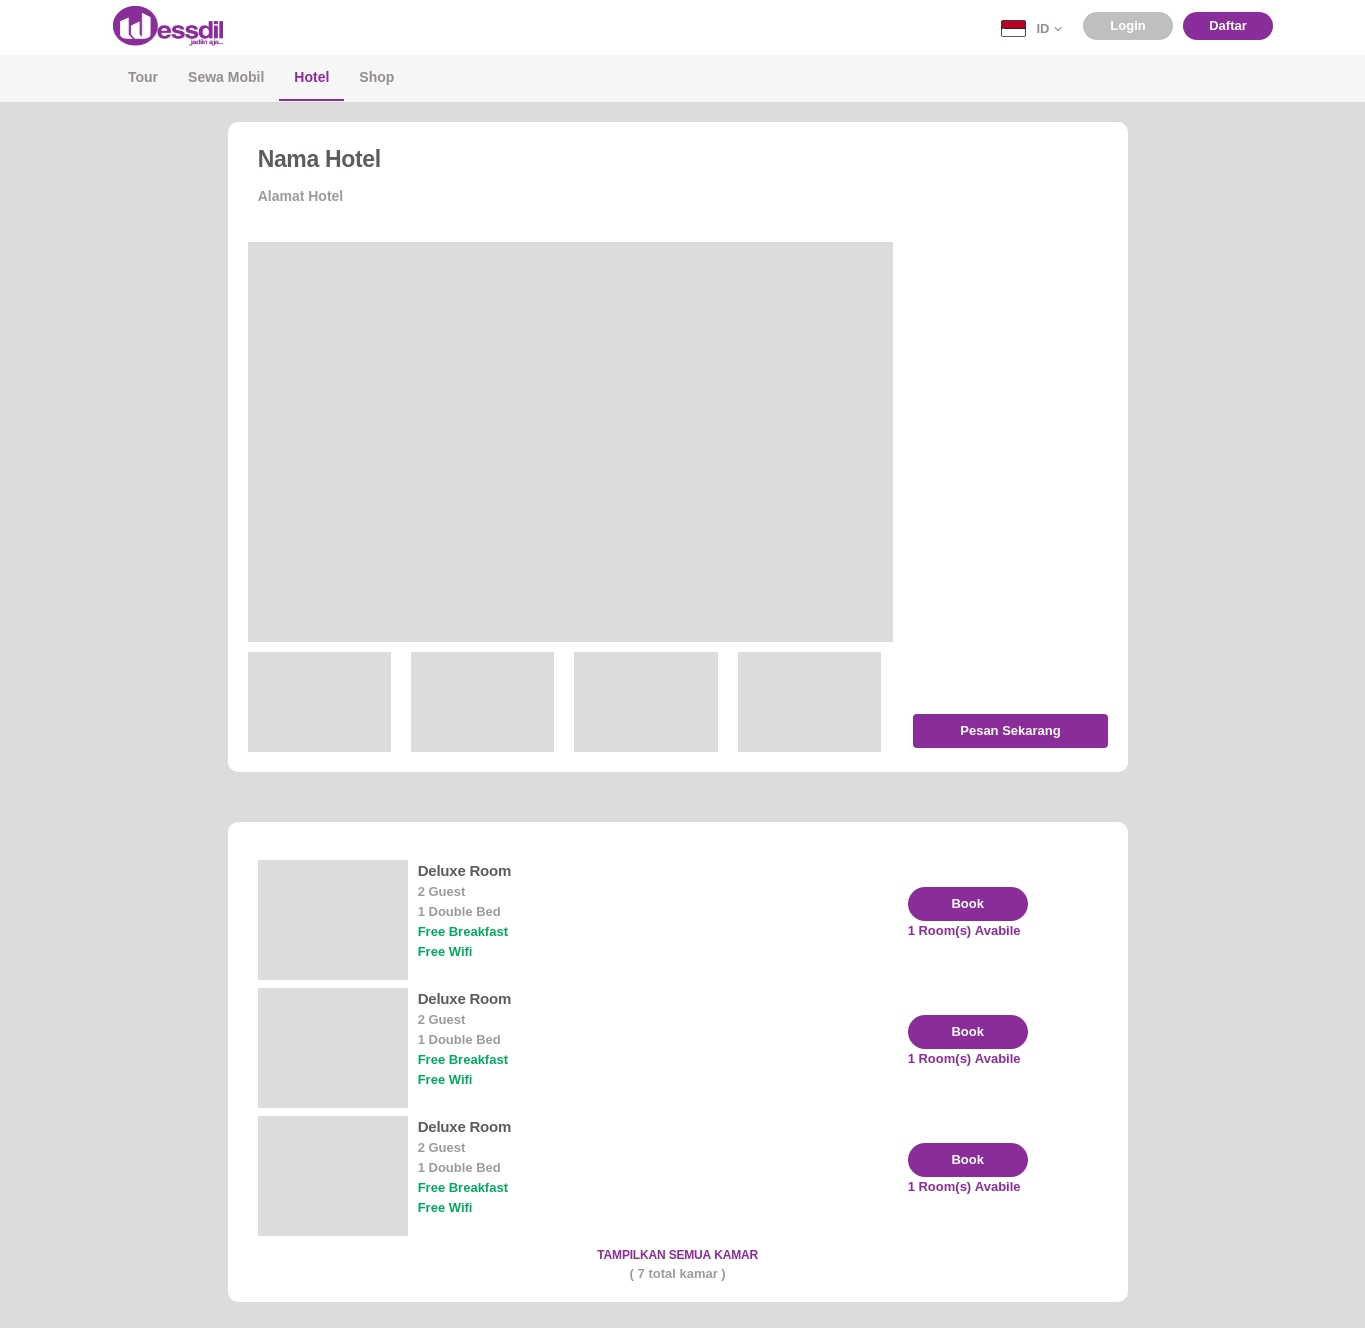 essdil
jadiin aja...
ID
Login
Daftar
Tour
Sewa Mobil
Hotel
Shop
Nama Hotel
Alamat Hotel
Pesan Sekarang
Deluxe Room
2 Guest
1 Double Bed
Free Breakfast
Free Wifi
Book
1 Room(s) Avabile
Deluxe Room
2 Guest
1 Double Bed
Free Breakfast
Free Wifi
Book
1 Room(s) Avabile
Deluxe Room
2 Guest
1 Double Bed
Free Breakfast
Free Wifi
Book
1 Room(s) Avabile
TAMPILKAN SEMUA KAMAR
( 7 total kamar )